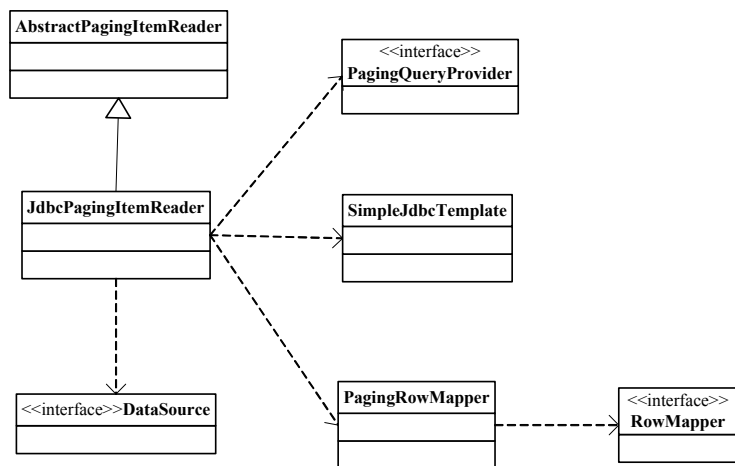 AbstractPagingItemReader
<<interface>>
PagingQueryProvider
JdbcPagingItemReader
SimpleJdbcTemplate
<<interface>>DataSource
PagingRowMapper
<<interface>>
RowMapper